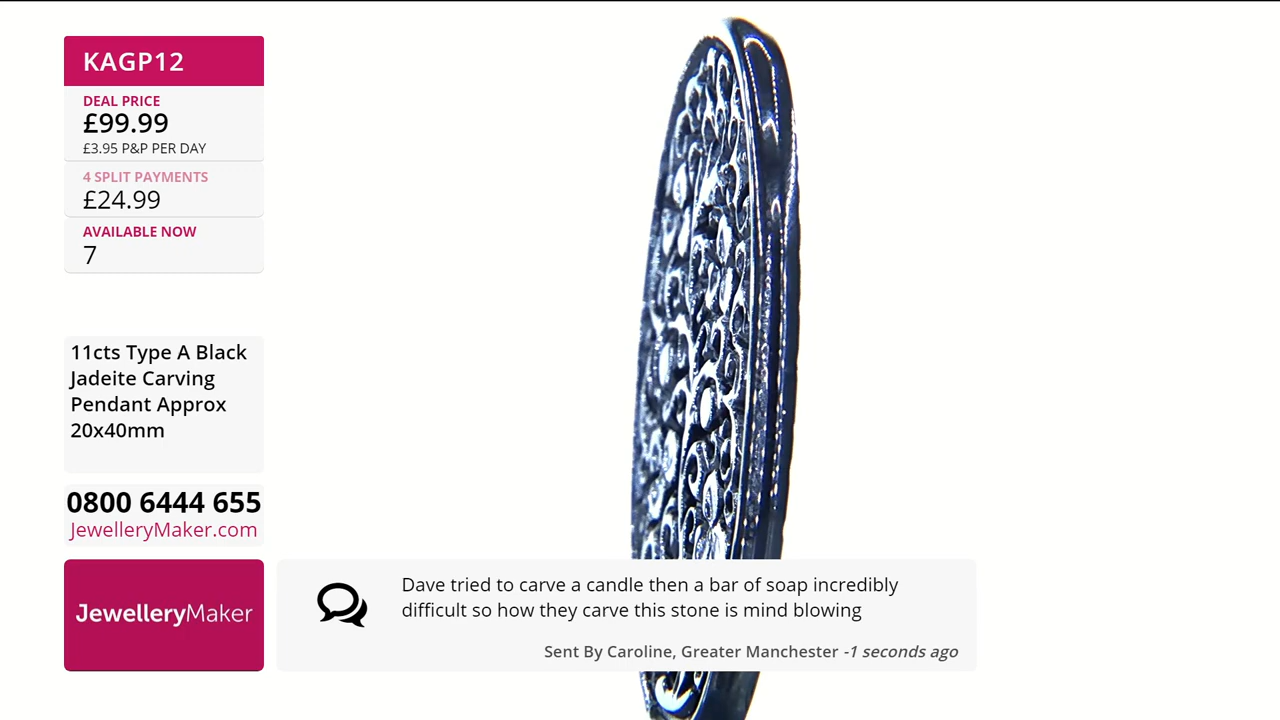 KAGP12
DEAL PRICE
£99.99
£3.95 P&P PER DAY
4 SPLIT PAYMENTS
£24.99
AVAILABLE NOW
7
11cts Type A Black
Jadeite Carving
Pendant Approx
20x40mm
0800 6444 655
JewelleryMaker.com
JewelleryMaker
Dave tried to carve a candle then a bar of soap incredibly
difficult so how they carve this stone is mind blowing
Sent By Caroline, Greater Manchester -1 seconds ago